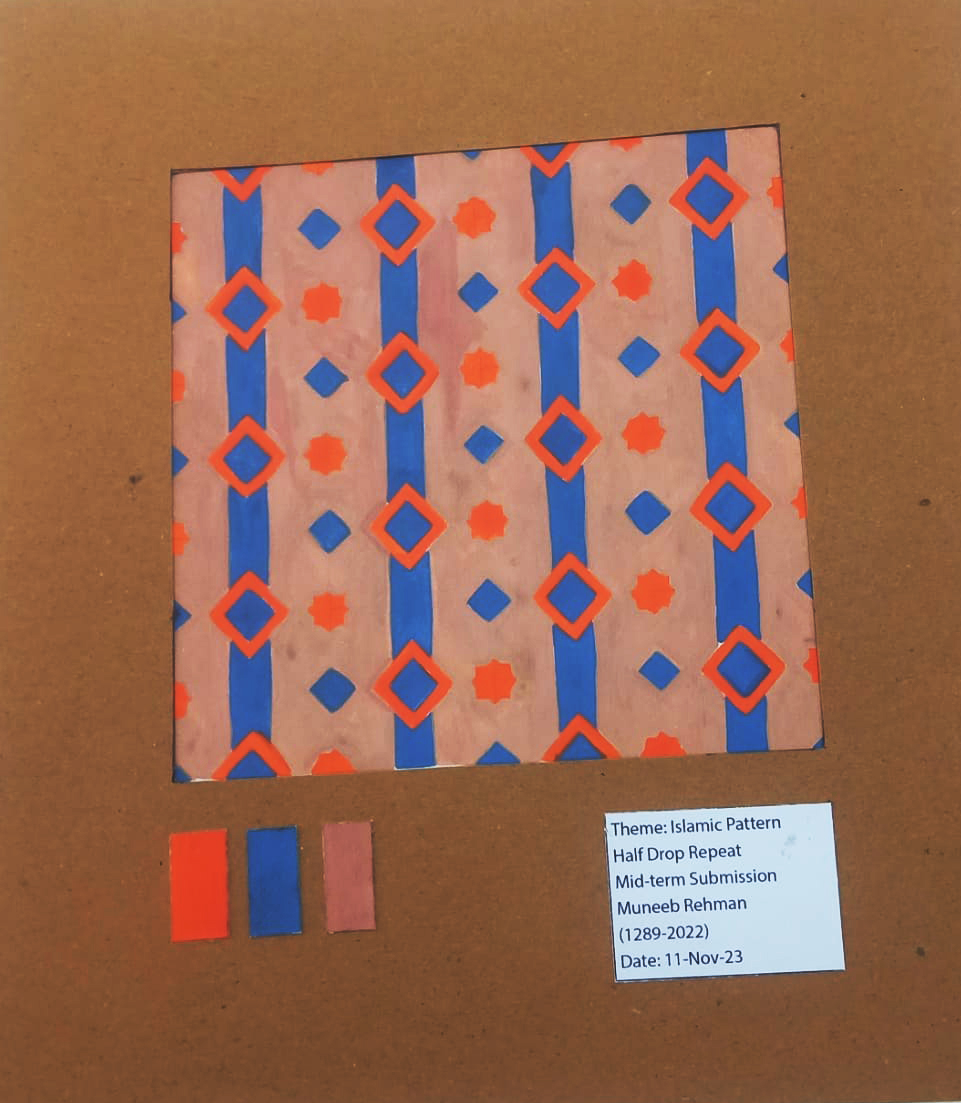 Theme: Islamic Pattern
Half Drop Repeat
Mid-term Submission
Muneeb Rehman
(1289-2022)
Date: 11-Nov-23